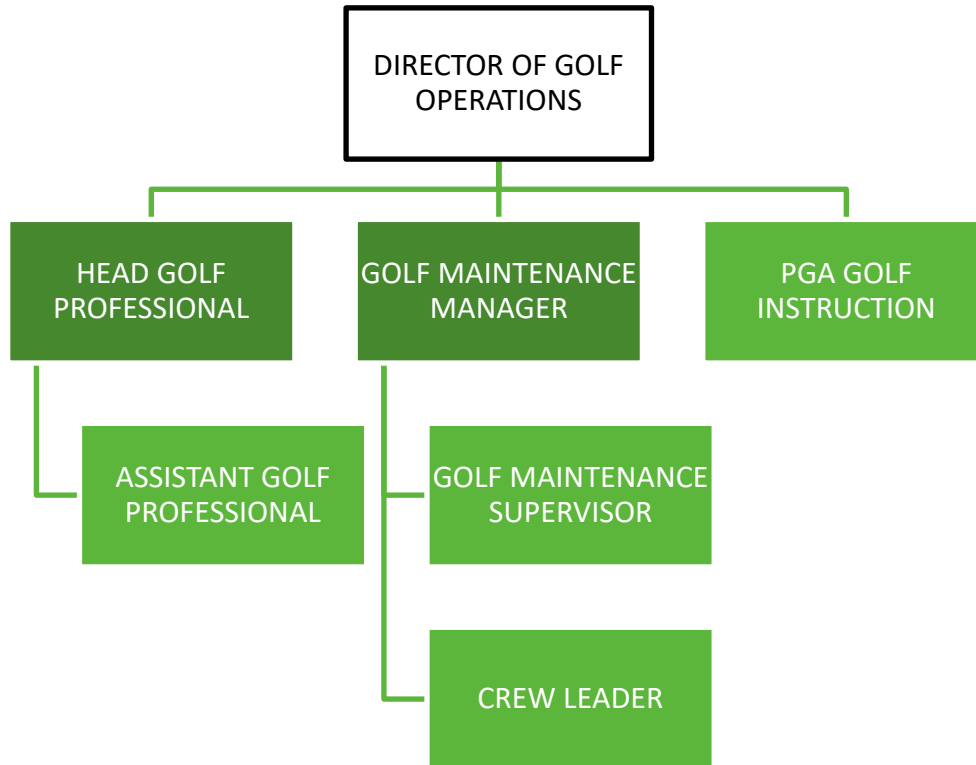 DIRECTOR OF GOLF
OPERATIONS
HEAD GOLF
PROFESSIONAL
GOLF MAINTENANCE
MANAGER
PGA GOLF
INSTRUCTION
ASSISTANT GOLF
PROFESSIONAL
GOLF MAINTENANCE
SUPERVISOR
CREW LEADER